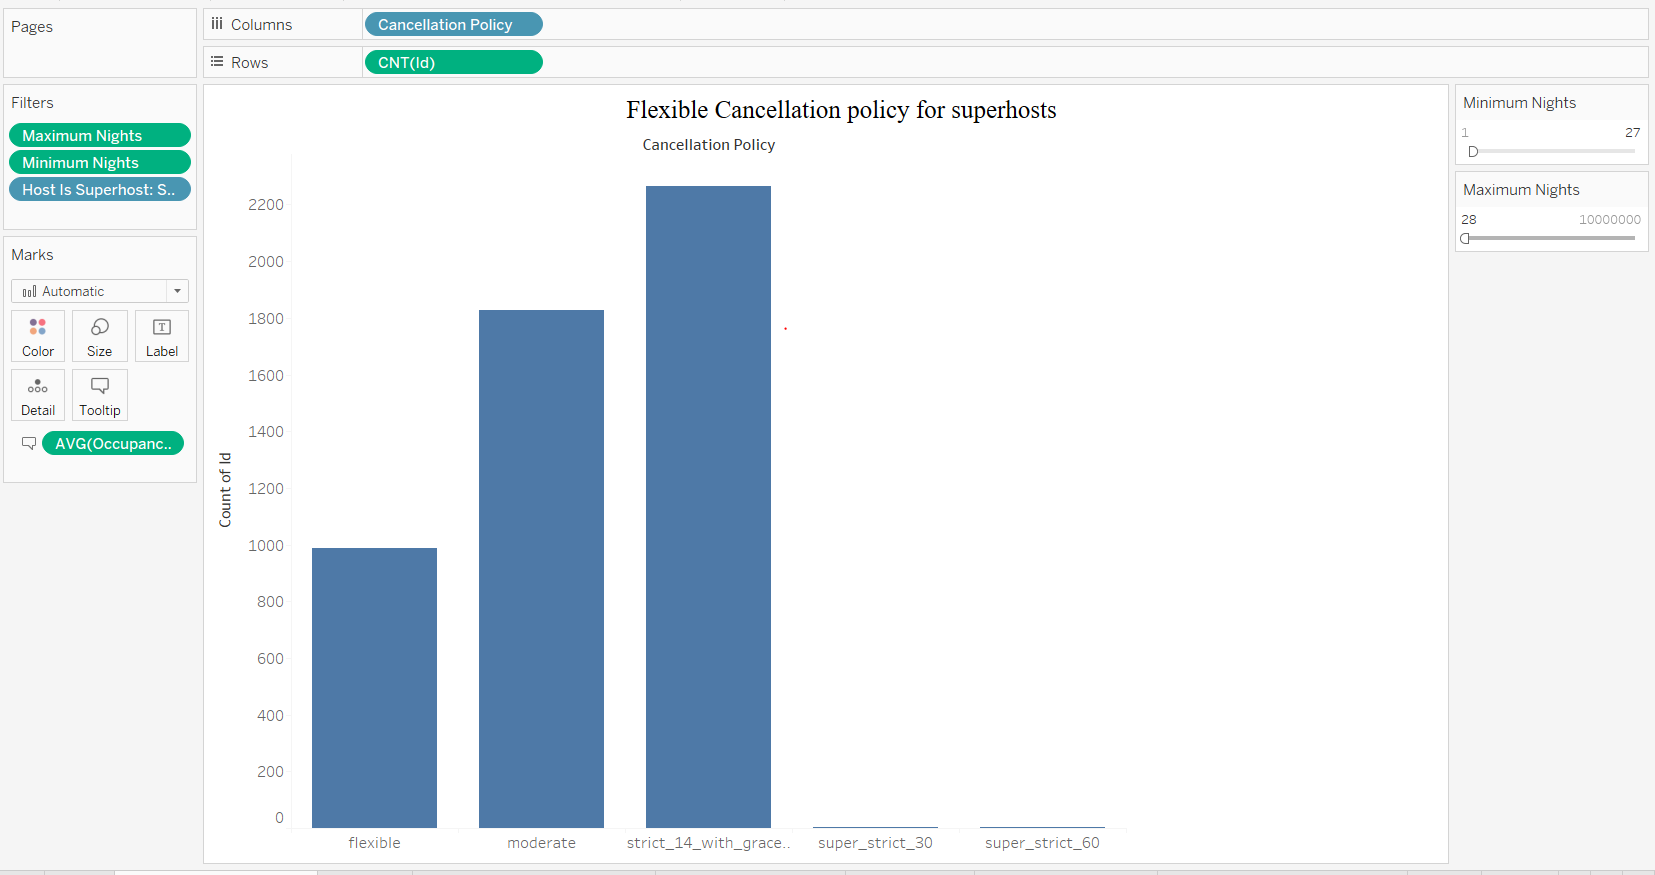 Pages
Columns
Cancellation Policy
Rows
CNT(Id)
Filters
Maximum Nights
Minimum Nights
Host Is Superhost: S..
Marks
Automatic
Color
Size
T
Label
Detail
Tooltip
AVG(Occupanc..
Flexible Cancellation policy for superhosts
Cancellation Policy
Count of Id
2200
2000
1800
1600
1400
1200
1000
800
600
400
200
0
flexible
moderate
strict_14_with_grace..
super_strict_30
super_strict_60
Minimum Nights
1
27
Maximum Nights
28
10000000